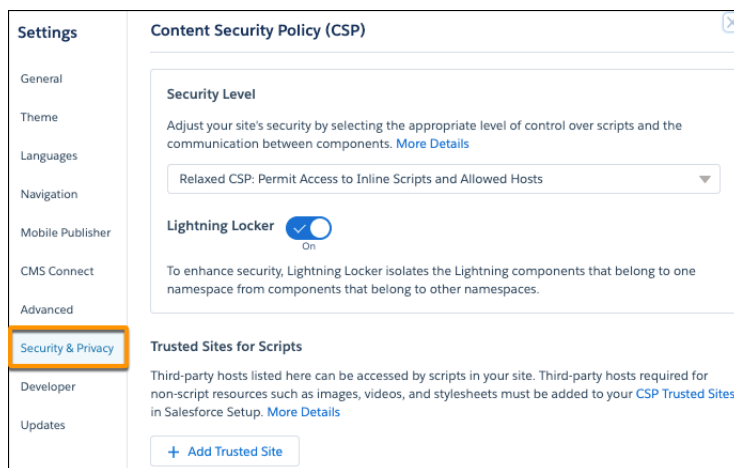 Settings
General
Theme
Languages
Navigation
Mobile Publisher
CMS Connect
Advanced
Security & Privacy
Developer
Updates
Content Security Policy (CSP)
Security Level
Adjust your site's security by selecting the appropriate level of control over scripts and the
communication between components. More Details
Relaxed CSP: Permit Access to Inline Scripts and Allowed Hosts
Lightning Locker
On
To enhance security, Lightning Locker isolates the Lightning components that belong to one
namespace from components that belong to other namespaces.
Trusted Sites for Scripts
Third-party hosts listed here can be accessed by scripts in your site. Third-party hosts required for
non-script resources such as images, videos, and stylesheets must be added to your CSP Trusted Sites
in Salesforce Setup. More Details
+ Add Trusted Site